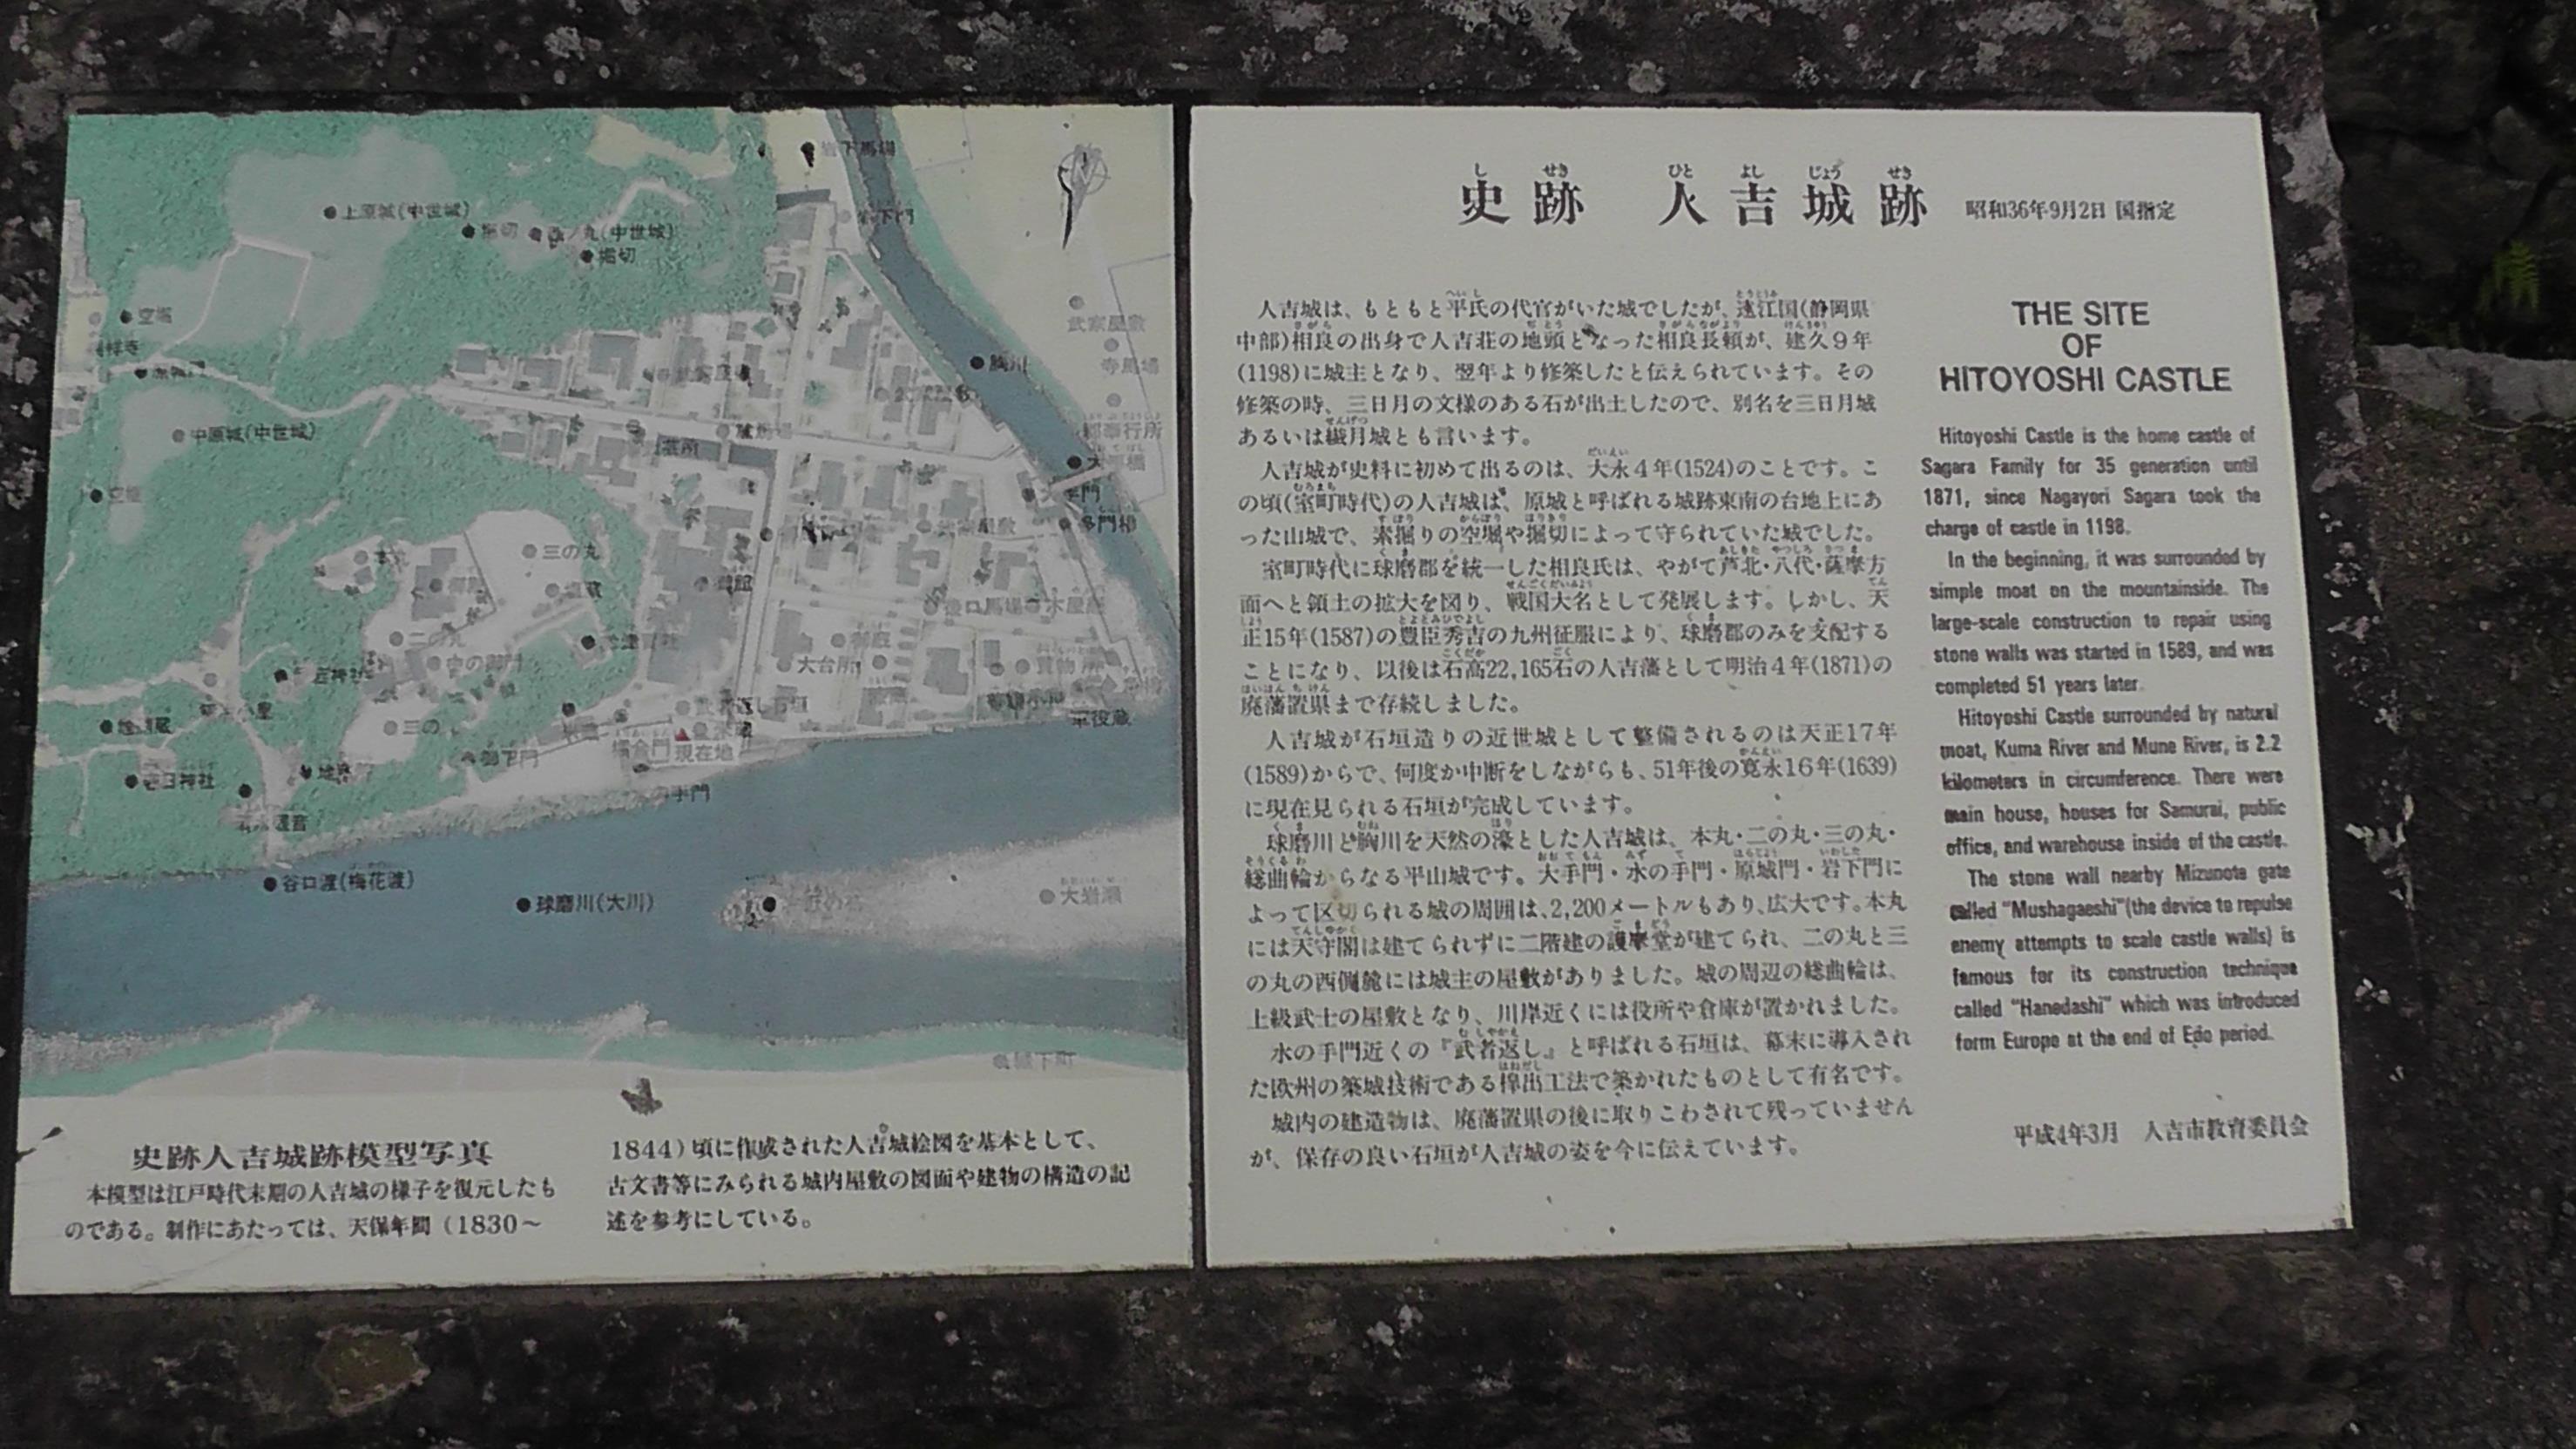 岩下馬場
上原城(中世城)
堀切
堀切
空堀
胸川
武家屋敷
中原城(中世城)
空堀
多門櫓
三の丸
御館
二の丸
中の御門
大台所
御下門
現在地
軍役蔵
春日神社
谷口渡(梅花渡)
球磨川(大川)
大岩瀬
城下町
史跡人吉城跡模型写真
本模型は江戸時代末期の人吉城の様子を復元したも
のである。制作にあたっては、天保年間(1830～
1844)頃に作成された人吉城絵図を基本として、
古文書等にみられる城内屋敷の図面や建物の構造の記
述を参考にしている。
史跡 人吉城跡 昭和36年9月2日 国指定
人吉城は、もともと平氏の代官がいた城でしたが、遠江国(静岡県
中部)相良の出身で人吉荘の地頭となった相良長頼が、建久9年
(1198)に城主となり、翌年より修築したと伝えられています。その
修築の時、三日月の文様のある石が出土したので、別名を三日月城
あるいは繊月城とも言います。
人吉城が史料に初めて出るのは、大永4年(1524)のことです。こ
の頃(室町時代)の人吉城は、原城と呼ばれる城跡東南の台地上にあ
った山城で、素掘りの空堀や堀切によって守られていた城でした。
室町時代に球磨郡を統一した相良氏は、やがて芦北・八代・薩摩方
面へと領土の拡大を図り、戦国大名として発展します。しかし、天
正15年(1587)の豊臣秀吉の九州征服により、球磨郡のみを支配する
ことになり、以後は石高22,165石の人吉藩として明治4年(1871)の
廃藩置県まで存続しました。
人吉城が石垣造りの近世城として整備されるのは天正17年
(1589)からで、何度か中断をしながらも、51年後の寛永16年(1639)
に現在見られる石垣が完成しています。
球磨川と胸川を天然の濠とした人吉城は、本丸・二の丸・三の丸・
総曲輪からなる平山城です。大手門・水の手門・原城門・岩下門に
よって区切られる城の周囲は、2,200メートルもあり、広大です。本丸
には天守閣は建てられずに二階建の護摩堂が建てられ、二の丸と三
の丸の西側麓には城主の屋敷がありました。城の周辺の総曲輪は、
上級武士の屋敷となり、川岸近くには役所や倉庫が置かれました。
水の手門近くの『武者返し』と呼ばれる石垣は、幕末に導入され
た欧州の築城技術である槹出工法で築かれたものとして有名です。
城内の建造物は、廃藩置県の後に取りこわされて残っていません
が、保存の良い石垣が人吉城の姿を今に伝えています。
THE SITE
OF
HITOYOSHI CASTLE
Hitoyoshi Castle is the home castle of
Sagara Family for 35 generation until
1871, since Nagayori Sagara took the
charge of castle in 1198.
In the beginning, it was surrounded by
simple moat on the mountainside. The
large-scale construction to repair using
stone walls was started in 1589, and was
completed 51 years later.
Hitoyoshi Castle surrounded by natural
moat, Kuma River and Mune River, is 2.2
kilometers in circumference. There were
main house, houses for Samurai, public
office, and warehouse inside of the castle.
The stone wall nearby Mizunote gate
called "Mushagaeshi"(the device to repulse
enemy attempts to scale castle walls) is
famous for its construction technique
called "Hanedashi" which was introduced
form Europe at the end of Edo period.
平成4年3月 人吉市教育委員会